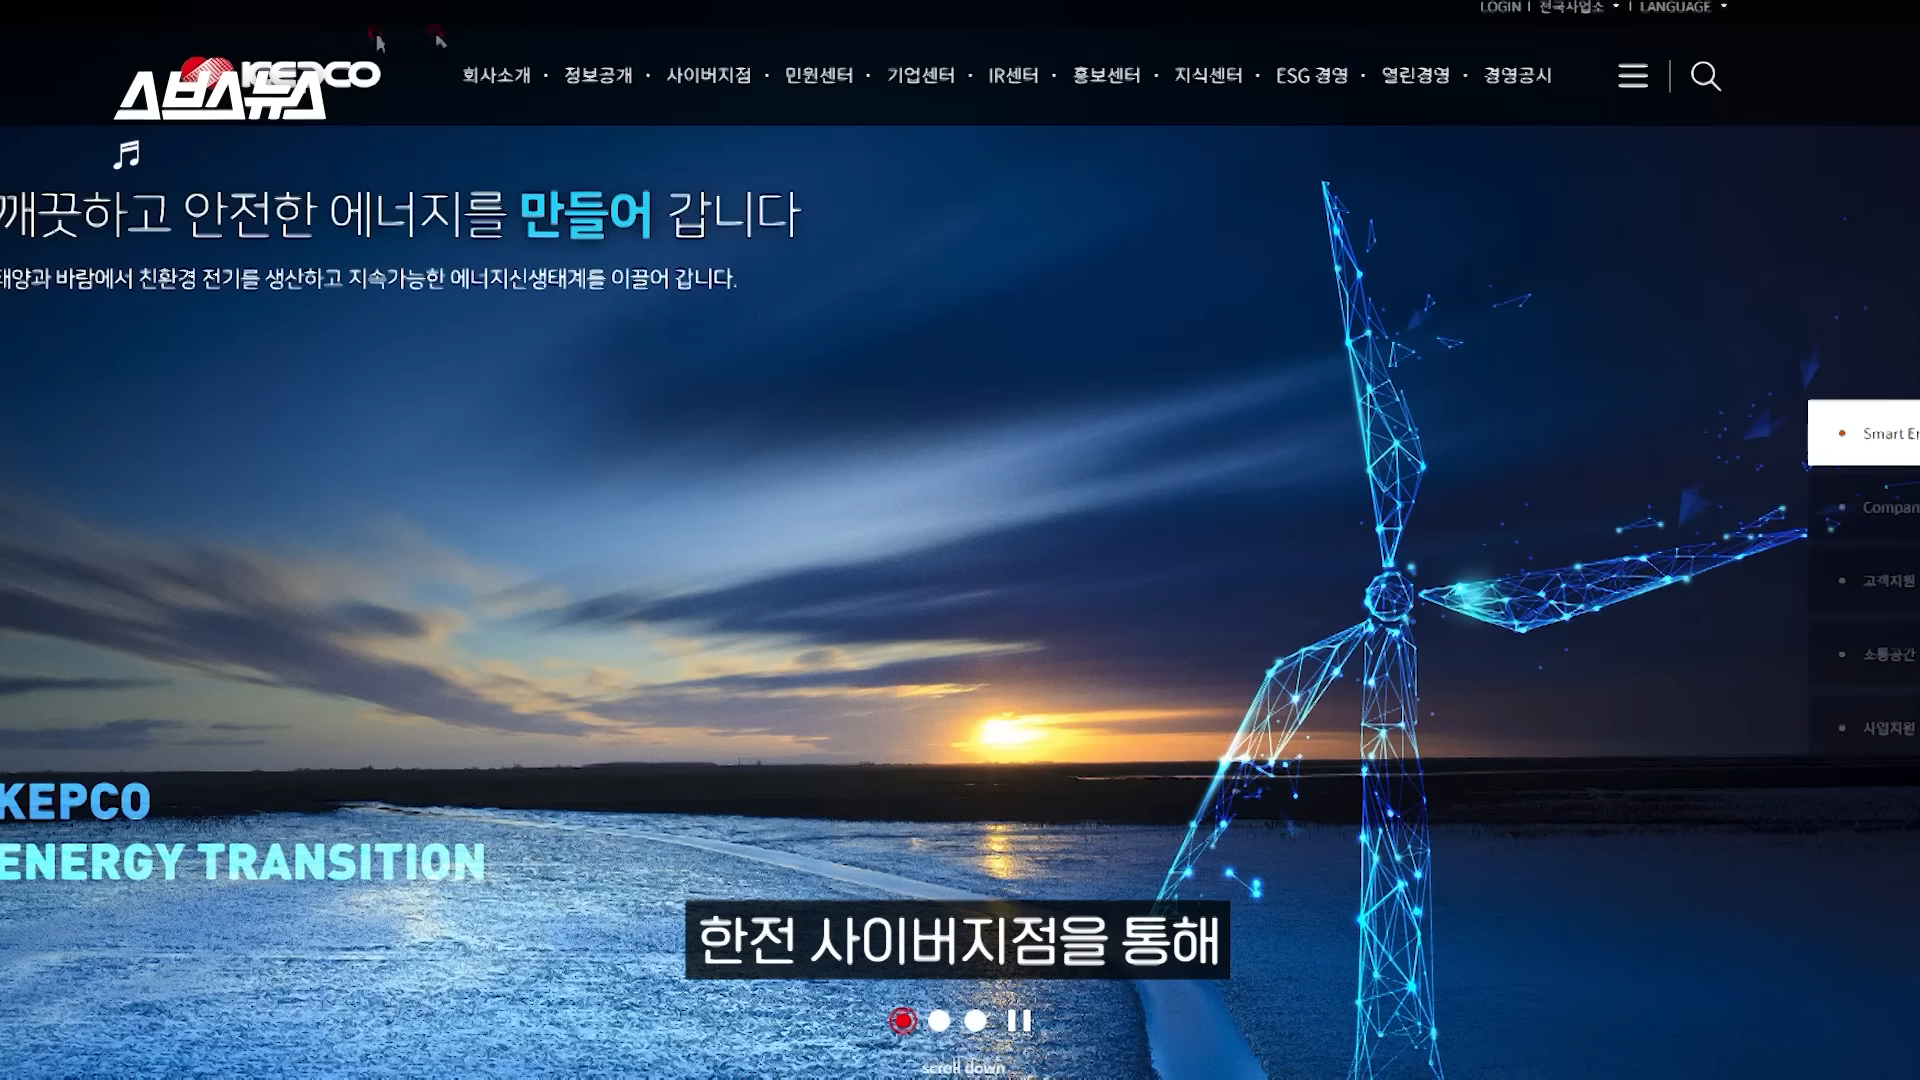 LOGIN | 전국사업소 | LANGUAGE
KEPCO
스브스뉴스
회사소개 · 정보공개 · 사이버지점 · 민원센터 · 기업센터 · IR센터 · 홍보센터 · 지식센터 · ESG 경영 · 열린경영 · 경영공시
깨끗하고 안전한 에너지를 만들어 갑니다
태양과 바람에서 친환경 전기를 생산하고 지속가능한 에너지신생태계를 이끌어 갑니다.
Smart En
Compan
고객지원
소통공간
사업지원
KEPCO
ENERGY TRANSITION
한전 사이버지점을 통해
scroll down